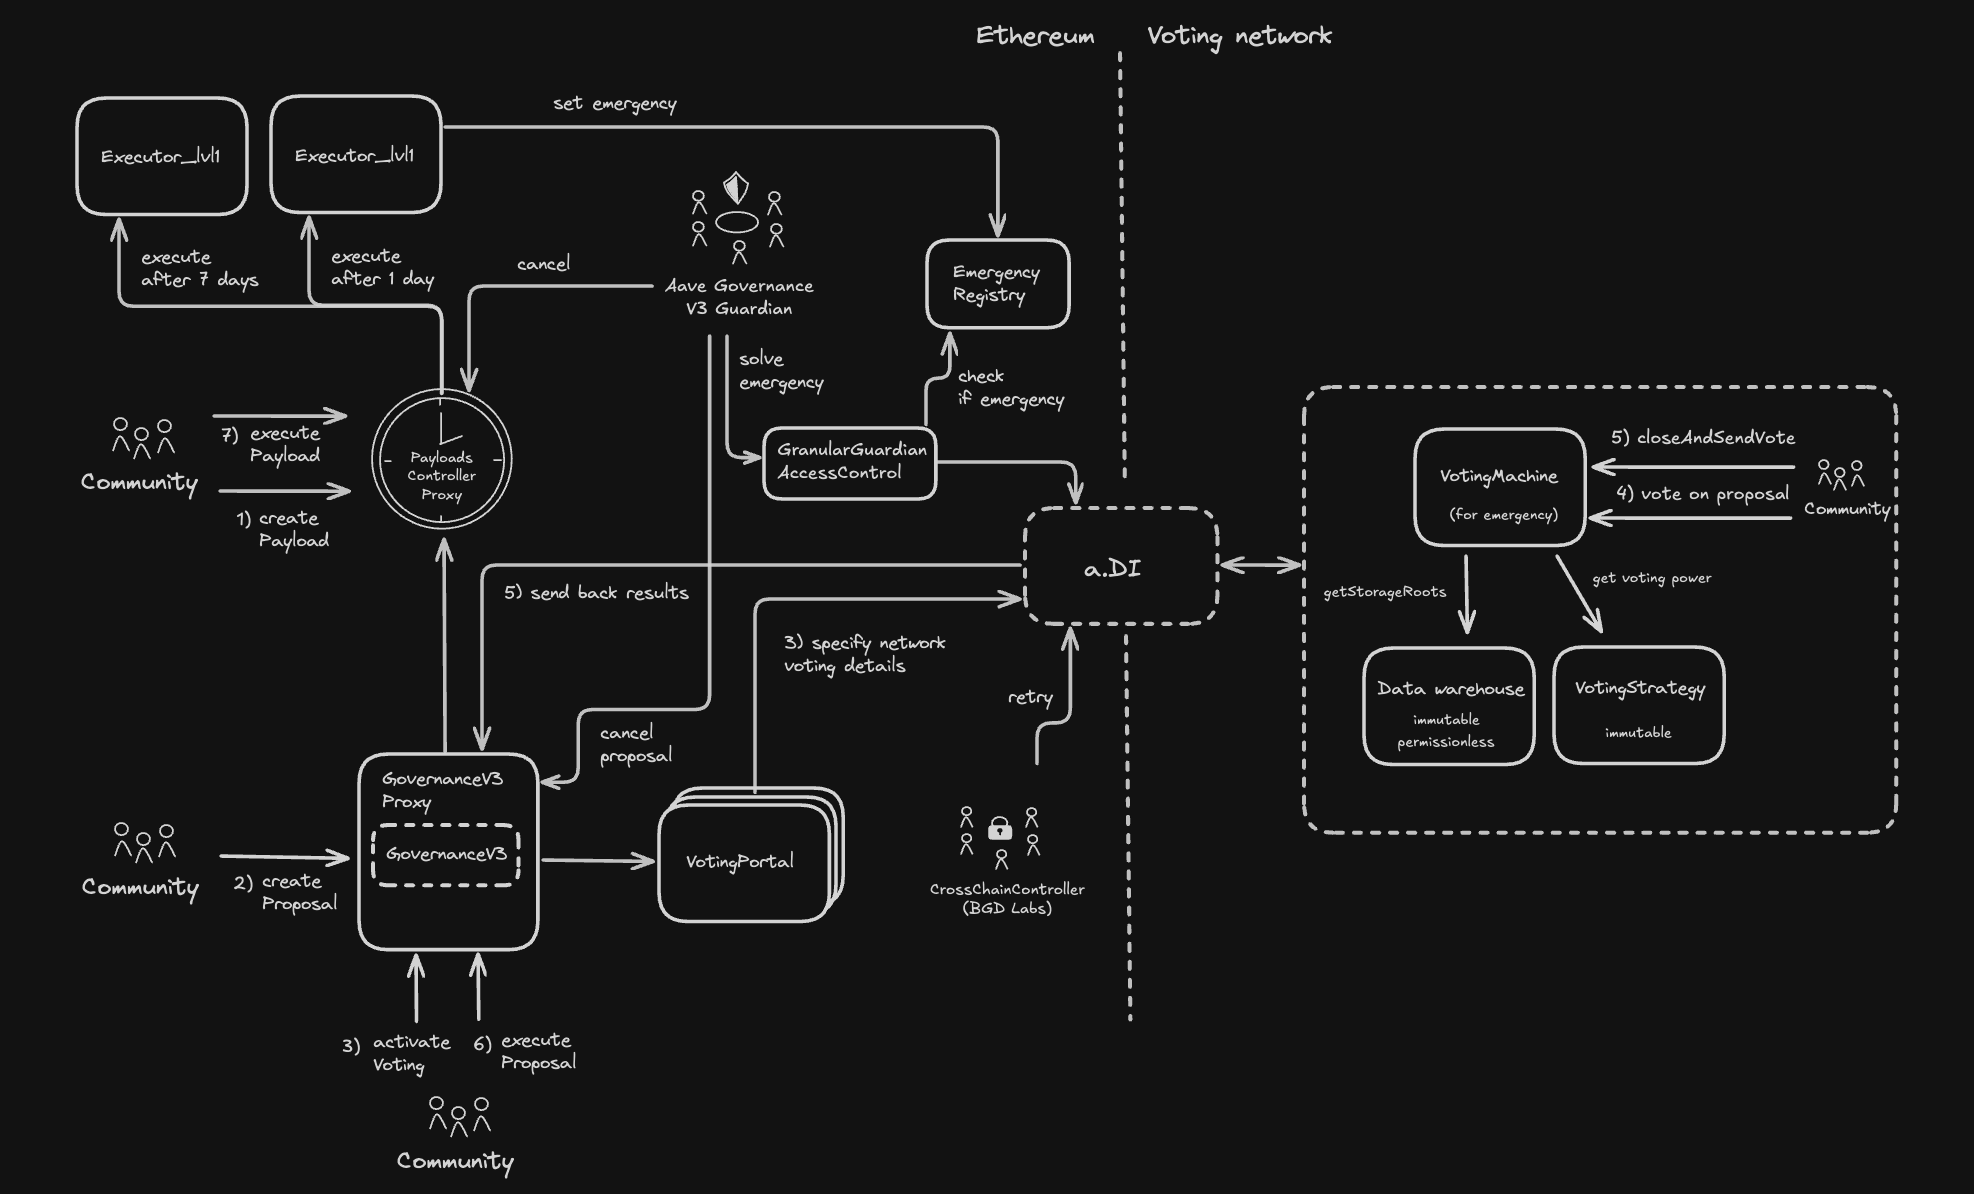 Ethereum
Voting network
set emergency
Executor_lvl1
Executor_lvl1
execute
after 7 days
execute
after 1 day
cancel
Aave Governance
V3 Guardian
Emergency
Registry
solve
emergency
check
if emergency
7) execute
Payload
Community
1) create
Payload
Payloads
Controller
Proxy
GranularGuardian
AccessControl
a.DI
5) send back results
3) specify network
voting details
retry
cancel
proposal
GovernanceV3
Proxy
GovernanceV3
VotingPortal
CrossChainController
(BGD Labs)
Community
2) create
Proposal
3) activate
Voting
6) execute
Proposal
Community
VotingMachine
(for emergency)
5) closeAndSendVote
4) vote on proposal
Community
getStorageRoots
get voting power
Data warehouse
immutable
permissionless
VotingStrategy
immutable